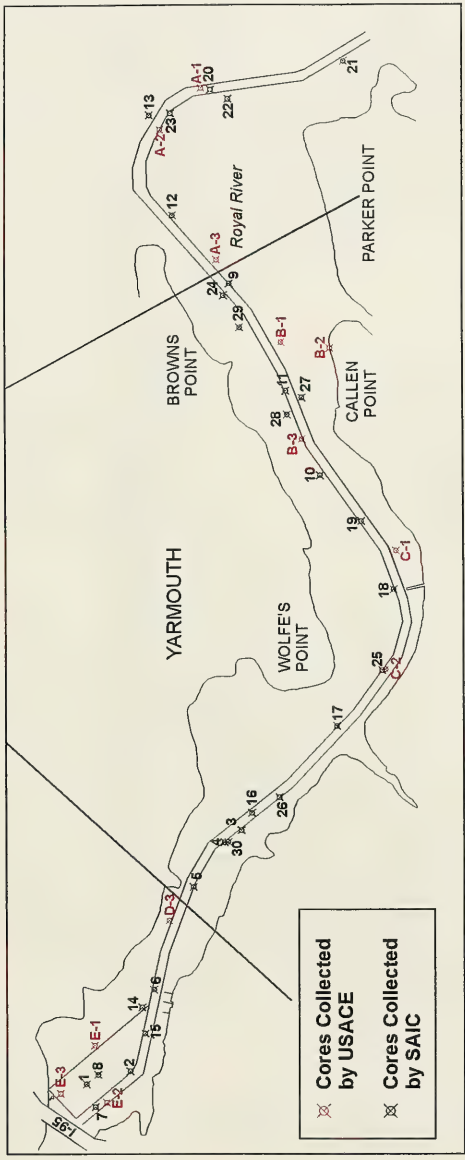 I-95
E-3
1
E-1
8
7
E-2
2
14
15
6
D-3
5
4
3
30
16
26
17
25
C-2
18
C-1
19
10
B-3
28
11
27
B-1
B-2
29
24
9
A-3
12
13
A-2
23
A-1
20
22
21
YARMOUTH
WOLFE'S
POINT
BROWNS
POINT
CALLEN
POINT
PARKER POINT
Royal River
Cores Collected
by USACE
Cores Collected
by SAIC